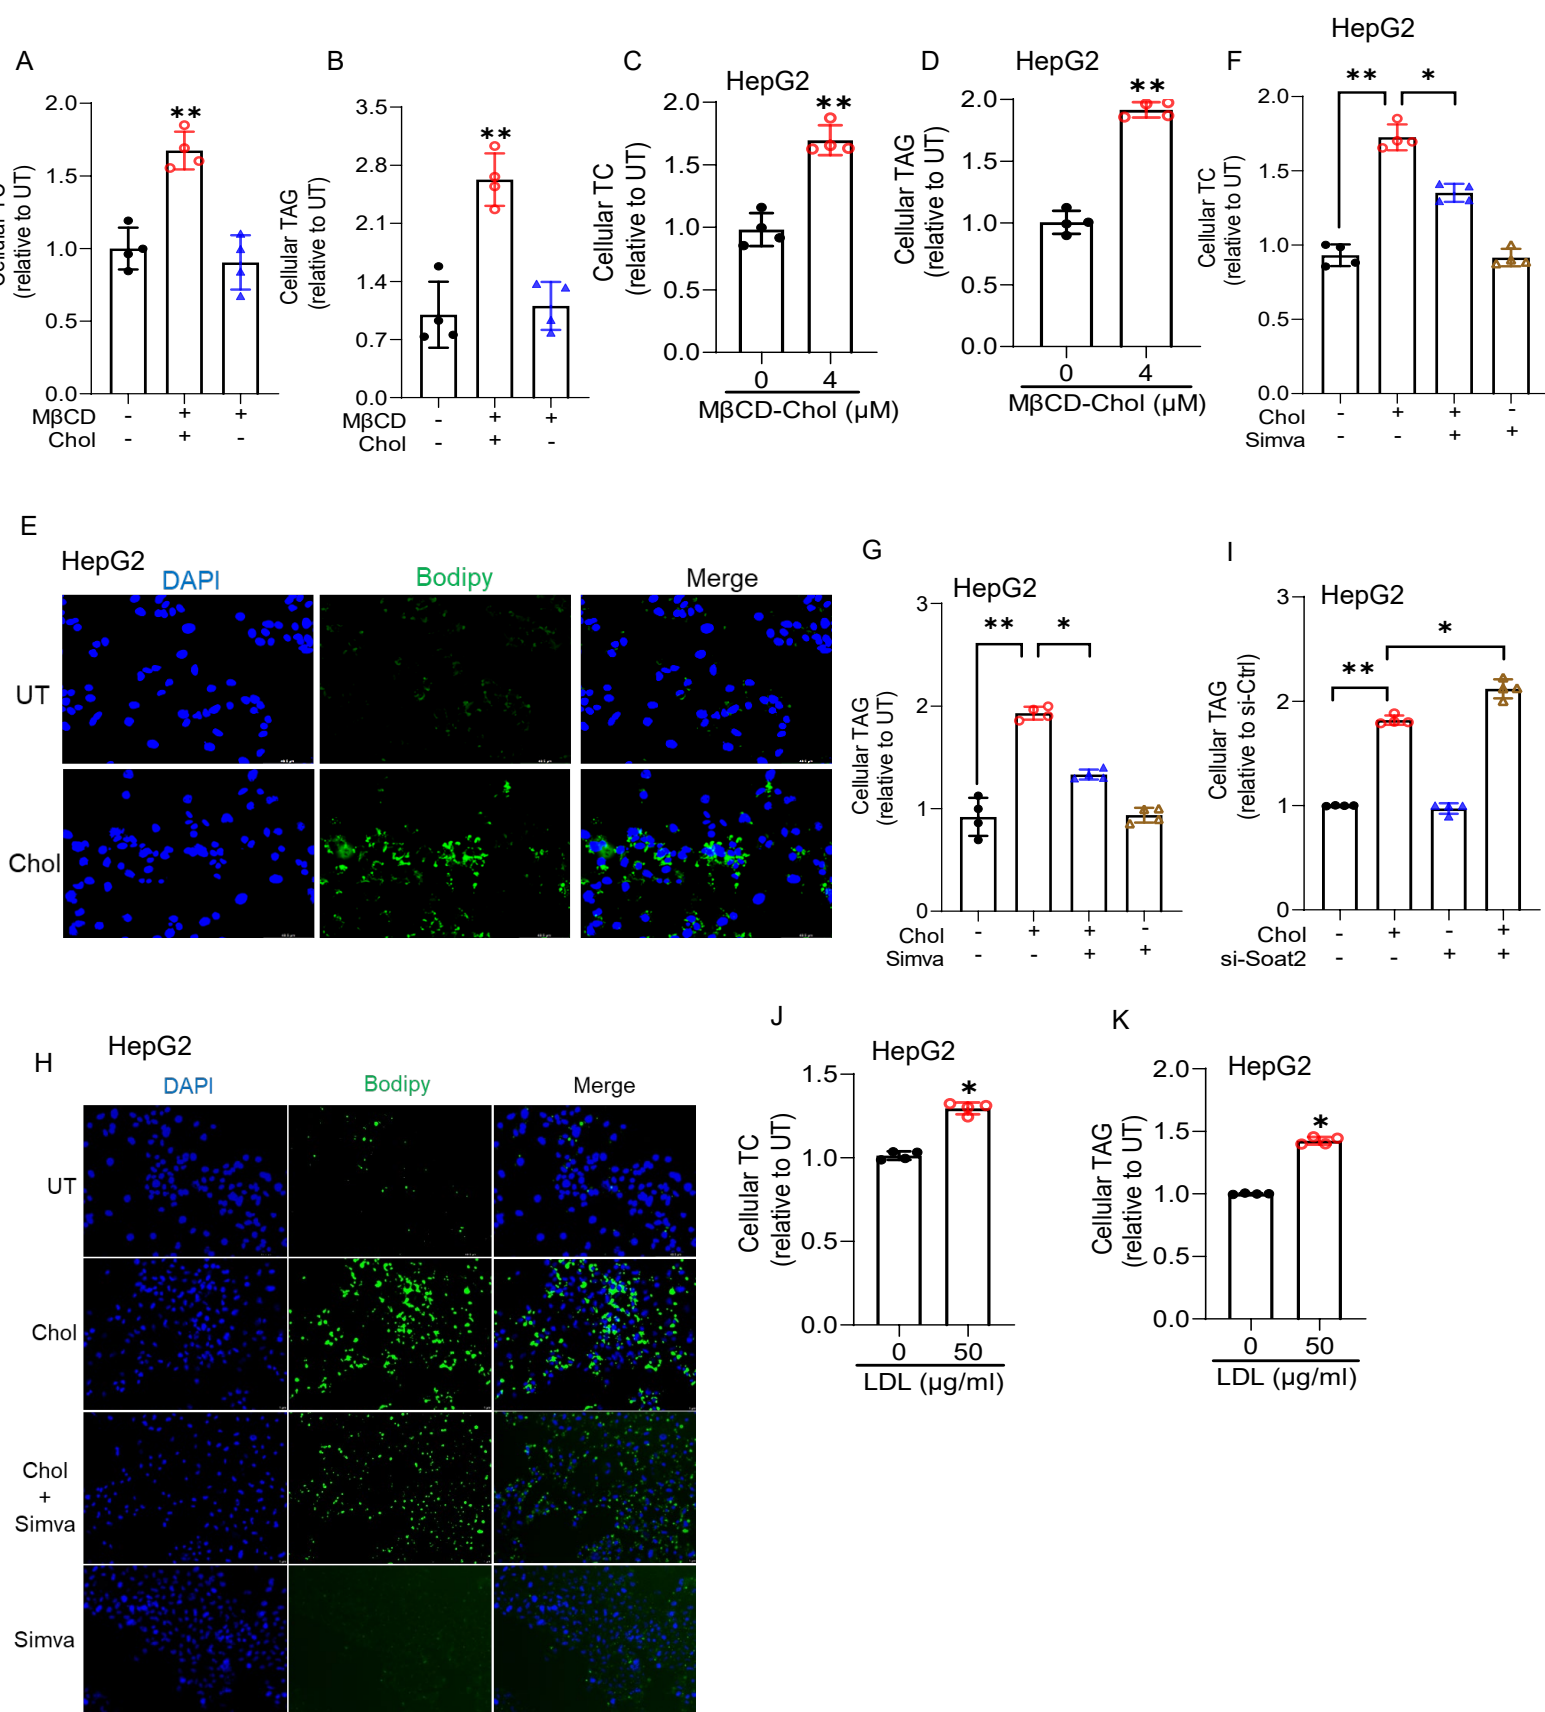 A
Cellular TC
(relative to UT)
2.0
1.5
1.0
0.5
0.0
**
MβCD - + +
Chol - + -
B
Cellular TAG
(relative to UT)
3.5
2.8
2.1
1.4
0.7
0.0
**
MβCD - + +
Chol - + -
C
HepG2
Cellular TC
(relative to UT)
2.0
1.5
1.0
0.5
0.0
**
0 4
MβCD-Chol (μM)
D
HepG2
Cellular TAG
(relative to UT)
2.0
1.5
1.0
0.5
0.0
**
0 4
MβCD-Chol (μM)
F
HepG2
Cellular TC
(relative to UT)
2.0
1.5
1.0
0.5
0.0
** *
Chol - + + -
Simva - - + +
E
HepG2
DAPI Bodipy Merge
UT
Chol
G
HepG2
Cellular TAG
(relative to UT)
3
2
1
0
** *
Chol - + + -
Simva - - + +
I
HepG2
Cellular TAG
(relative to si-Ctrl)
3
2
1
0
** *
Chol - + - +
si-Soat2 - - + +
H
HepG2
DAPI Bodipy Merge
UT
Chol
Chol
+
Simva
Simva
J
HepG2
Cellular TC
(relative to UT)
1.5
1.0
0.5
0.0
*
0 50
LDL (μg/ml)
K
HepG2
Cellular TAG
(relative to UT)
2.0
1.5
1.0
0.5
0.0
*
0 50
LDL (μg/ml)